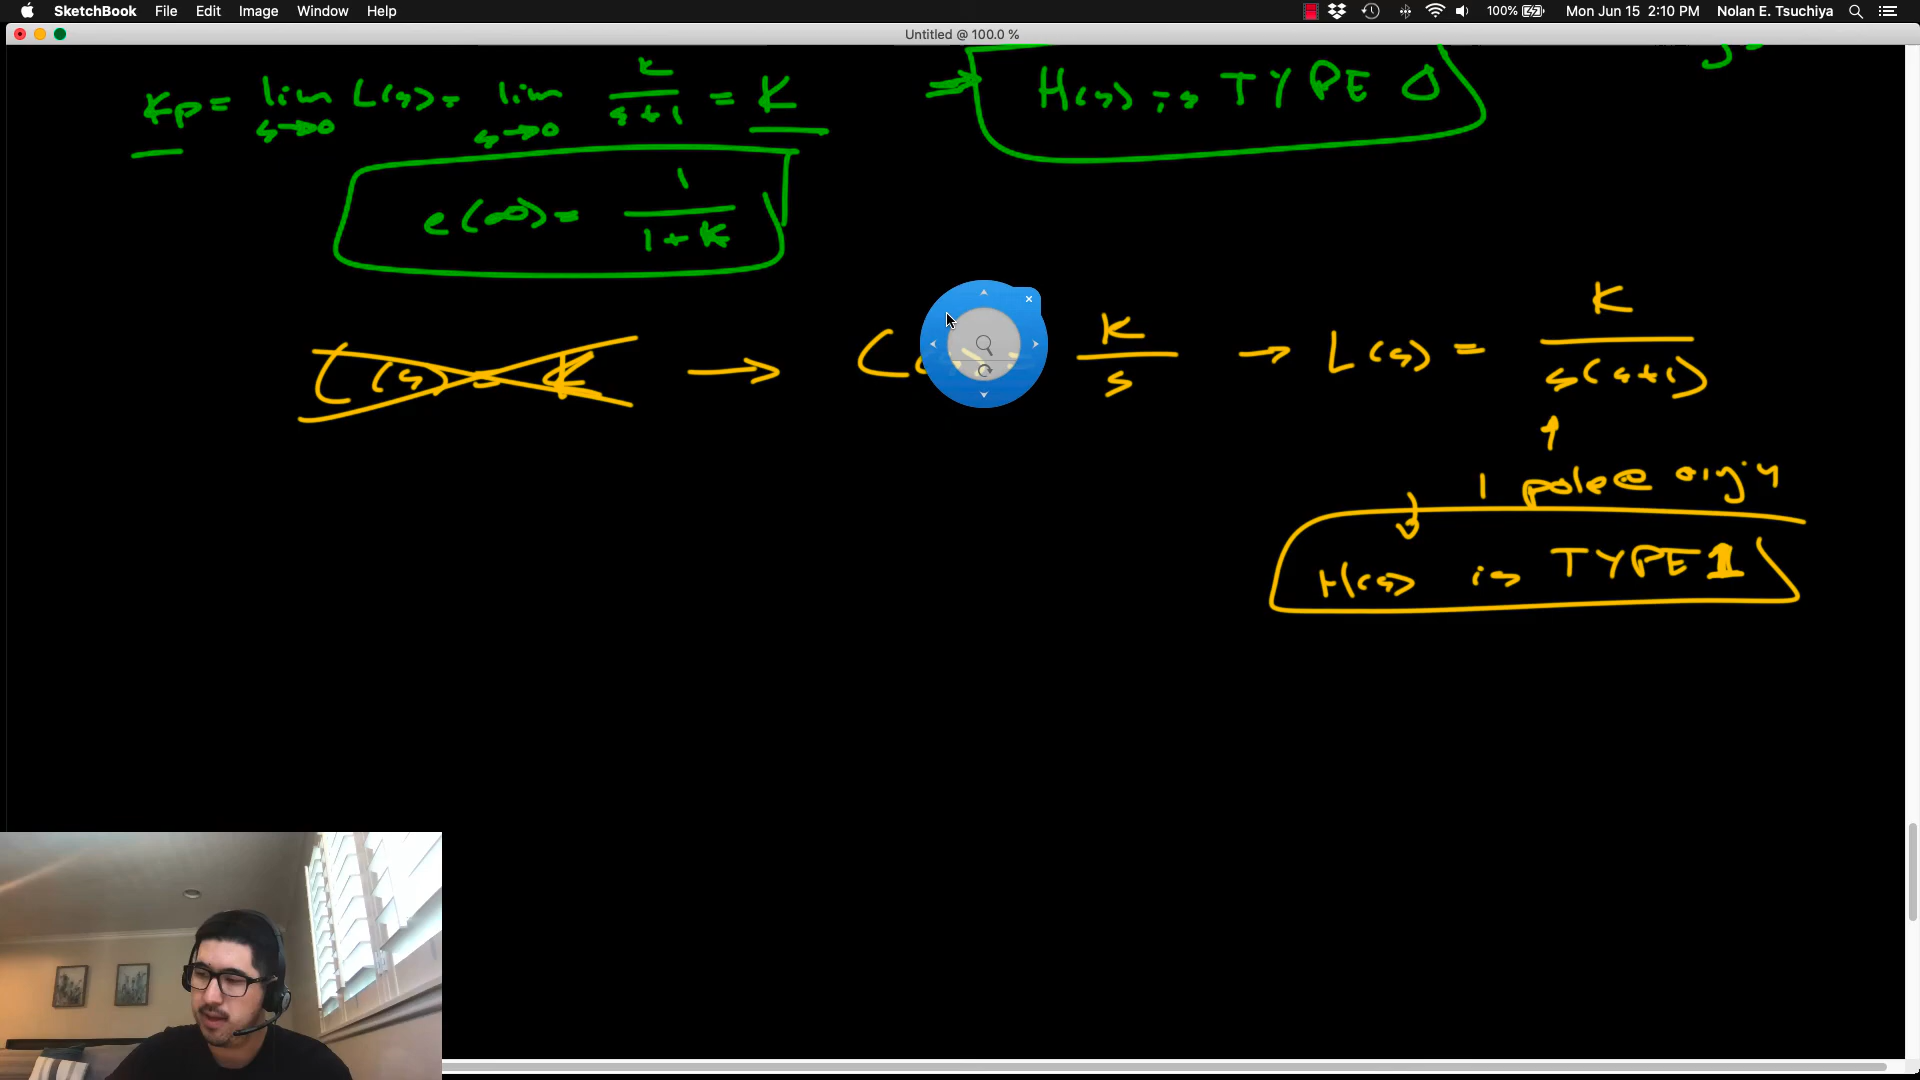 SketchBook File Edit Image Window Help 100% Mon Jun 15 2:10 PM Nolan E. Tsuchiya
Untitled @ 100.0 %
Kp = lim s→0 L(s) = lim s→0 K/(s+1) = K ⇒ H(s) is TYPE 0
e(∞) = 1/(1+K)
C(s) = K → C = K/s → L(s) = K/(s(s+1))
↑
1 pole @ origin
↓
H(s) is TYPE 1